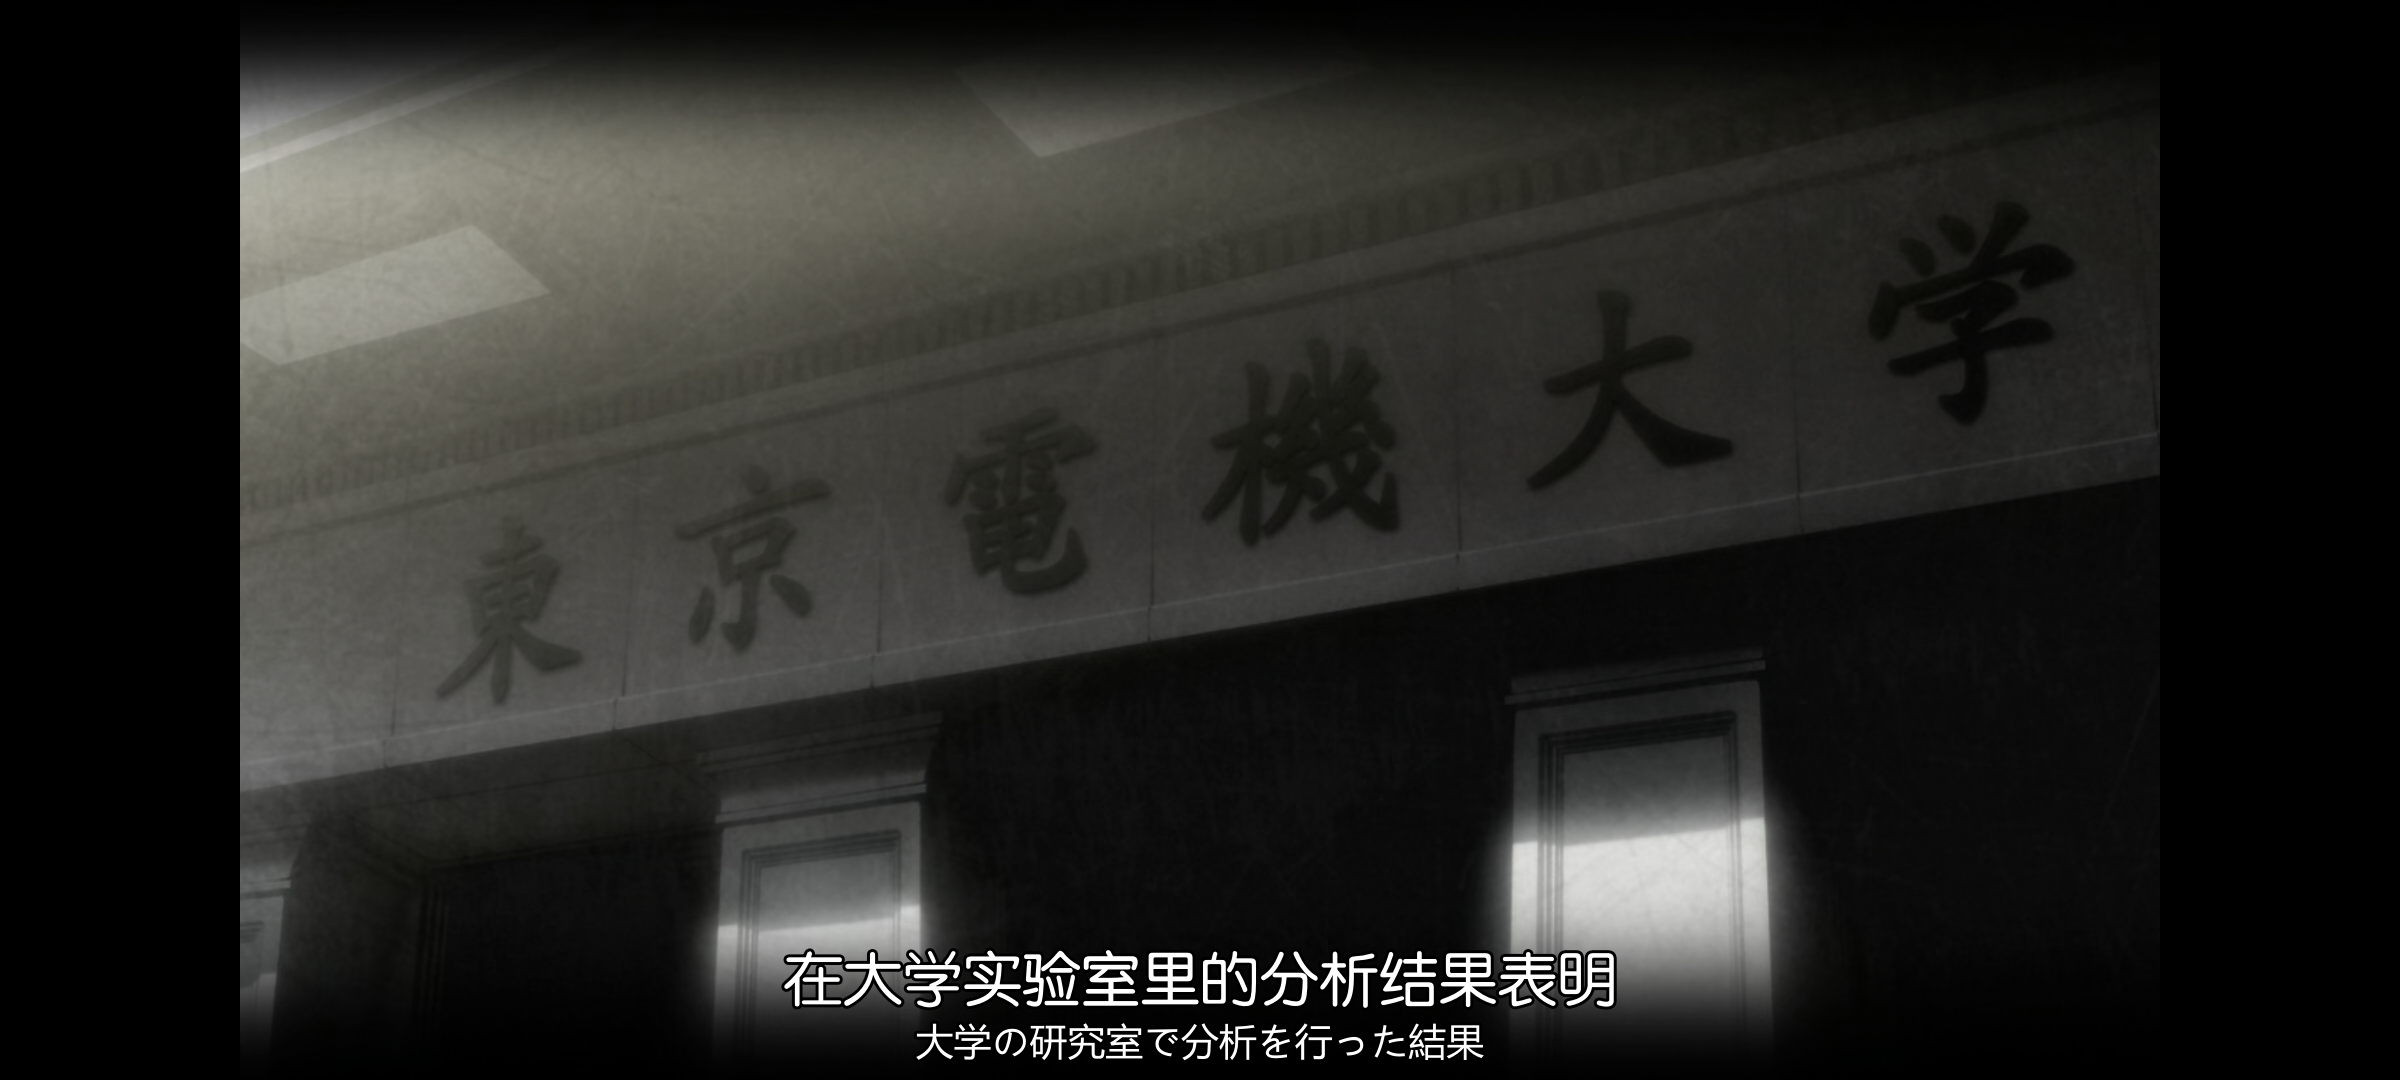 東京電機大学
在大学实验室里的分析结果表明
大学の研究室で分析を行った結果